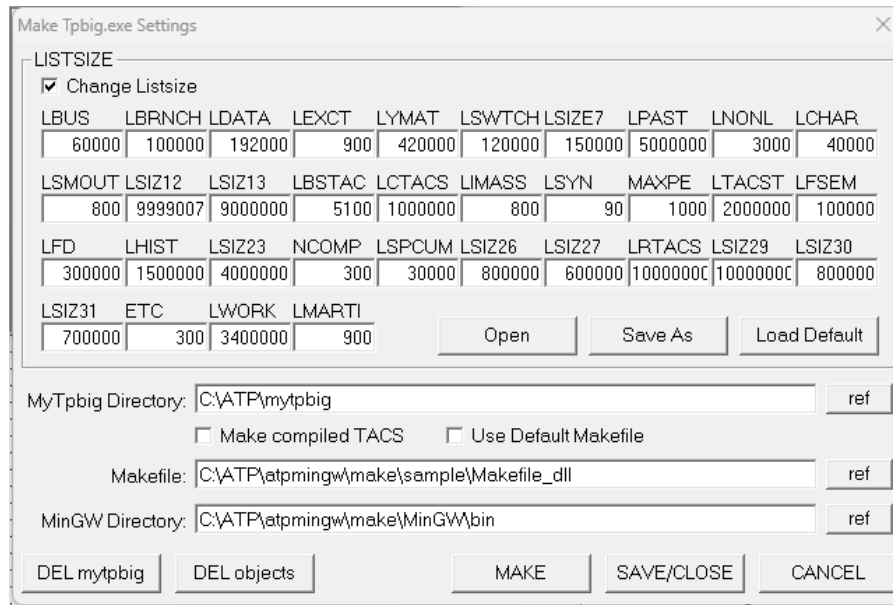 Make Tpbig.exe Settings
LISTSIZE
Change Listsize
LBUS LBRNCH LDATA LEXCT LYMAT LSWTCH LSIZE7 LPAST LNONL LCHAR
60000 100000 192000 900 420000 120000 150000 5000000 3000 40000
LSMOUT LSIZ12 LSIZ13 LBSTAC LCTACS LIMASS LSYN MAXPE LTACST LFSEM
800 9999007 9000000 5100 1000000 800 90 1000 2000000 100000
LFD LHIST LSIZ23 NCOMP LSPCUM LSIZ26 LSIZ27 LRTACS LSIZ29 LSIZ30
300000 1500000 4000000 300 30000 800000 600000 10000000 10000000 800000
LSIZ31 ETC LWORK LMARTI
700000 300 3400000 900 Open Save As Load Default
MyTpbig Directory: C:\ATP\mytpbig ref
Make compiled TACS Use Default Makefile
Makefile: C:\ATP\atpmingw\make\sample\Makefile_dll ref
MinGW Directory: C:\ATP\atpmingw\make\MinGW\bin ref
DEL mytpbig DEL objects MAKE SAVE/CLOSE CANCEL